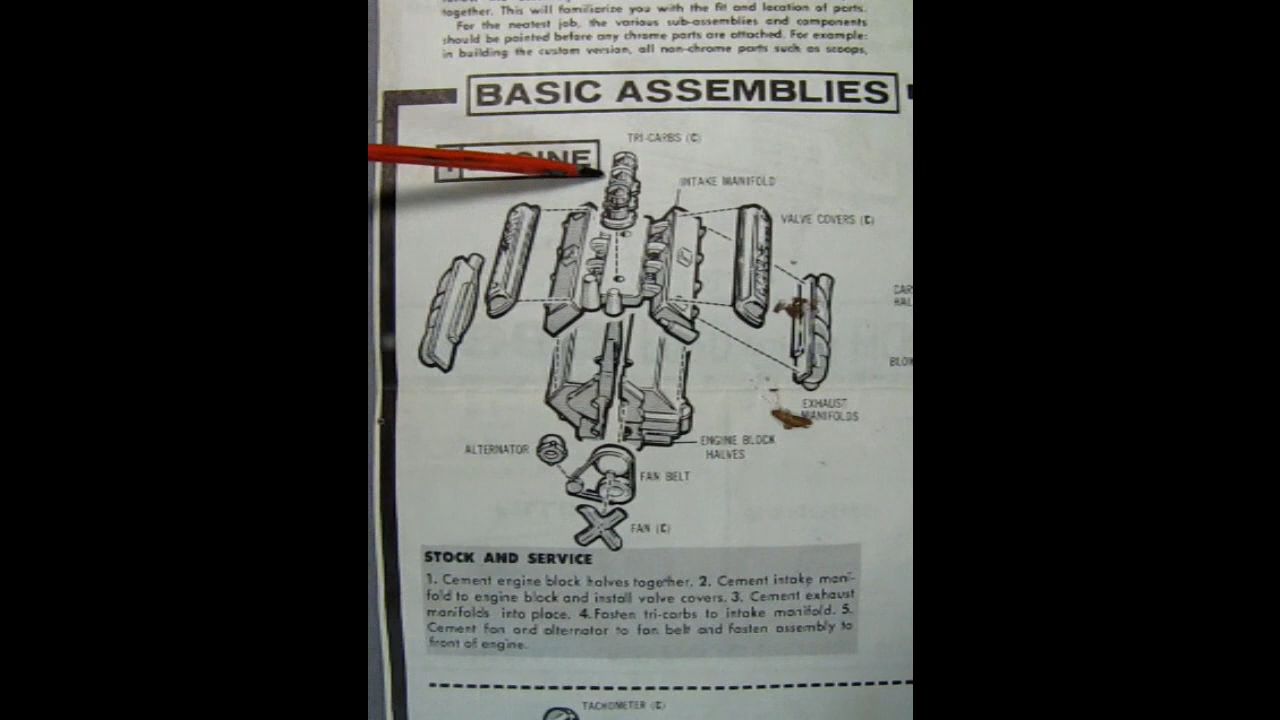 together. This will familiarize you with the fit and location of parts.
For the neatest job, the various sub-assemblies and components
should be painted before any chrome parts are attached. For example:
in building the custom version, all non-chrome parts such as scoops,
BASIC ASSEMBLIES
TRI-CARBS (C)
ENGINE
INTAKE MANIFOLD
VALVE COVERS (C)
CAR
BAL
BLO
EXHAUST
MANIFOLDS
ALTERNATOR
ENGINE BLOCK
HALVES
FAN BELT
FAN (C)
STOCK AND SERVICE
1. Cement engine block halves together. 2. Cement intake mani-
fold to engine block and install valve covers. 3. Cement exhaust
manifolds into place. 4. Fasten tri-carbs to intake manifold. 5.
Cement fan and alternator to fan belt and fasten assembly to
front of engine.
TACHOMETER (C)